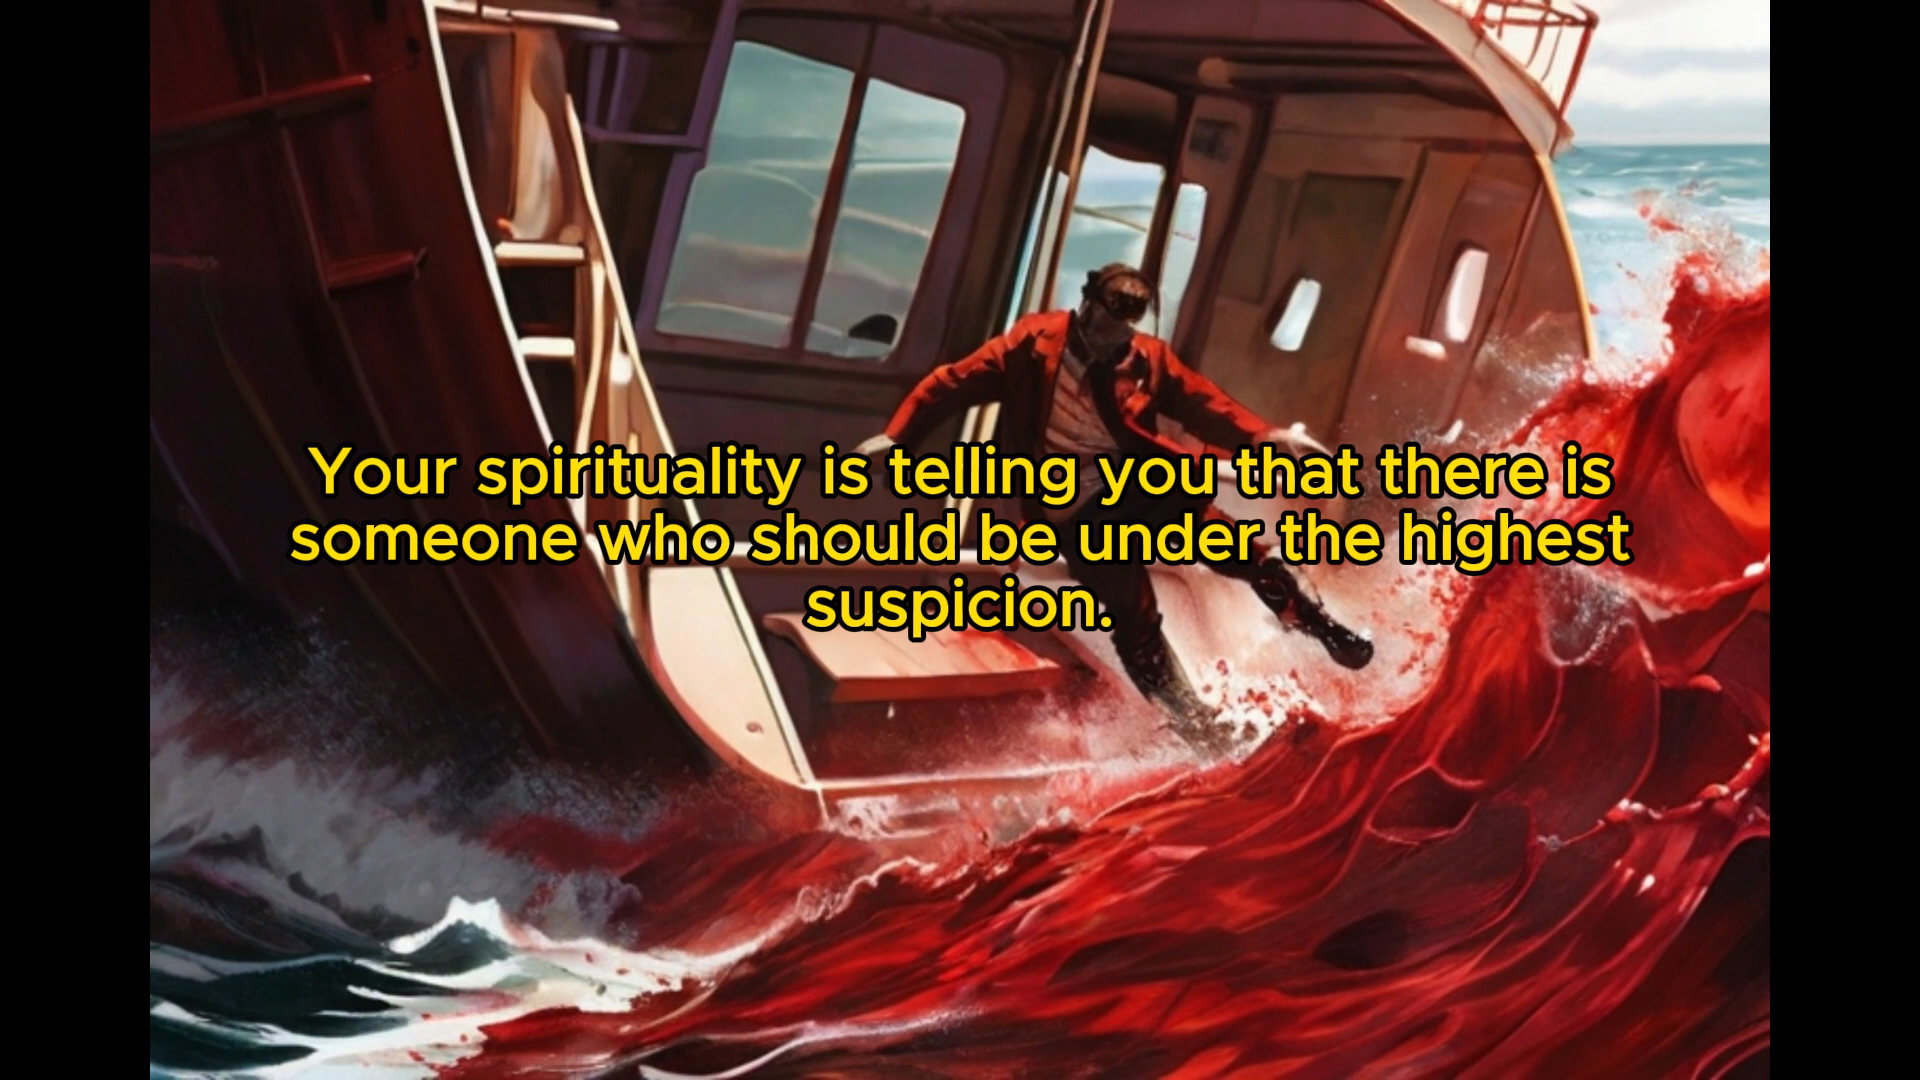 Your spirituality is telling you that there is
someone who should be under the highest
suspicion.